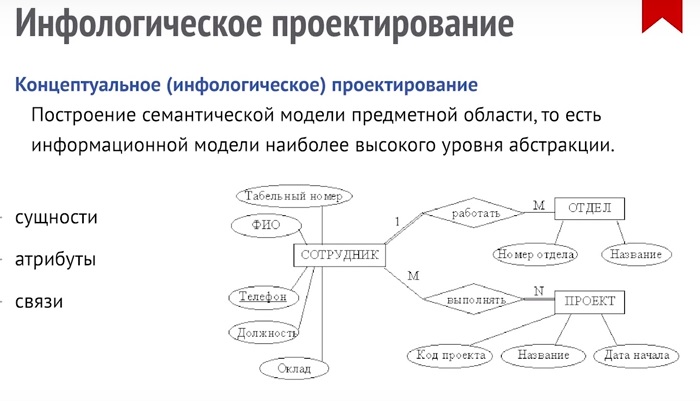 Инфологическое проектирование
Концептуальное (инфологическое) проектирование
Построение семантической модели предметной области, то есть
информационной модели наиболее высокого уровня абстракции.
сущности
атрибуты
связи
Табельный номер
ФИО
СОТРУДНИК
Телефон
Должность
Оклад
1
работать
М
ОТДЕЛ
Номер отдела
Название
М
выполнять
N
ПРОЕКТ
Код проекта
Название
Дата начала